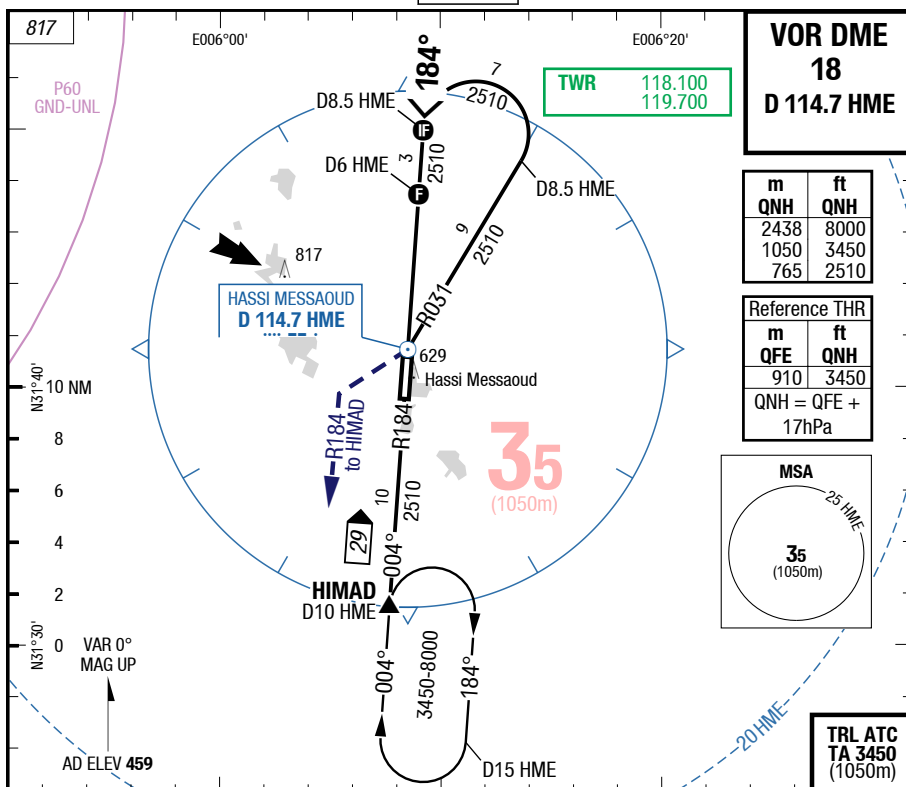 817
E006°00'
E006°20'
VOR DME
18
D 114.7 HME
P60
GND-UNL
184°
7
2510
TWR 118.100
119.700
D8.5 HME
IF
3
2510
D6 HME
F
D8.5 HME
9
2510
m ft
QNH QNH
2438 8000
1050 3450
765 2510
817
HASSI MESSAOUD
D 114.7 HME
R031
Reference THR
m ft
QFE QNH
910 3450
QNH = QFE +
17hPa
629
Hassi Messaoud
N31°40'
10 NM
8
6
4
2
0
N31°30'
R184
to HIMAD
R184
10
2510
35
(1050m)
MSA
25 HME
35
(1050m)
29
004°
HIMAD
D10 HME
VAR 0°
MAG UP
004°
3450-8000
184°
D15 HME
20 HME
AD ELEV 459
TRL ATC
TA 3450
(1050m)